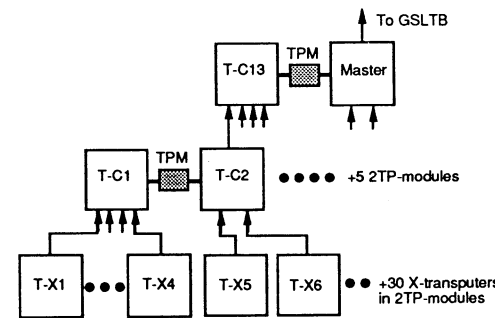 To GSLTB
TPM
T-C13
Master
TPM
T-C1
T-C2
+5 2TP-modules
T-X1
T-X4
T-X5
T-X6
+30 X-transputers
in 2TP-modules